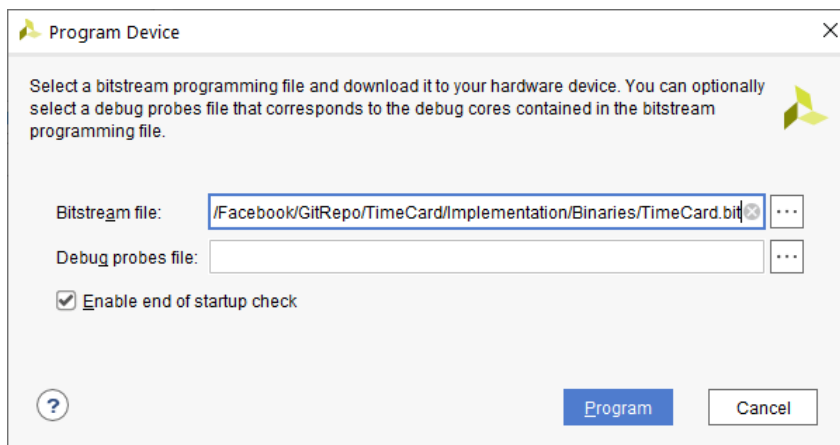 Program Device
Select a bitstream programming file and download it to your hardware device. You can optionally
select a debug probes file that corresponds to the debug cores contained in the bitstream
programming file.
Bitstream file: /Facebook/GitRepo/TimeCard/Implementation/Binaries/TimeCard.bit ...
Debug probes file: ...
Enable end of startup check
? Program Cancel